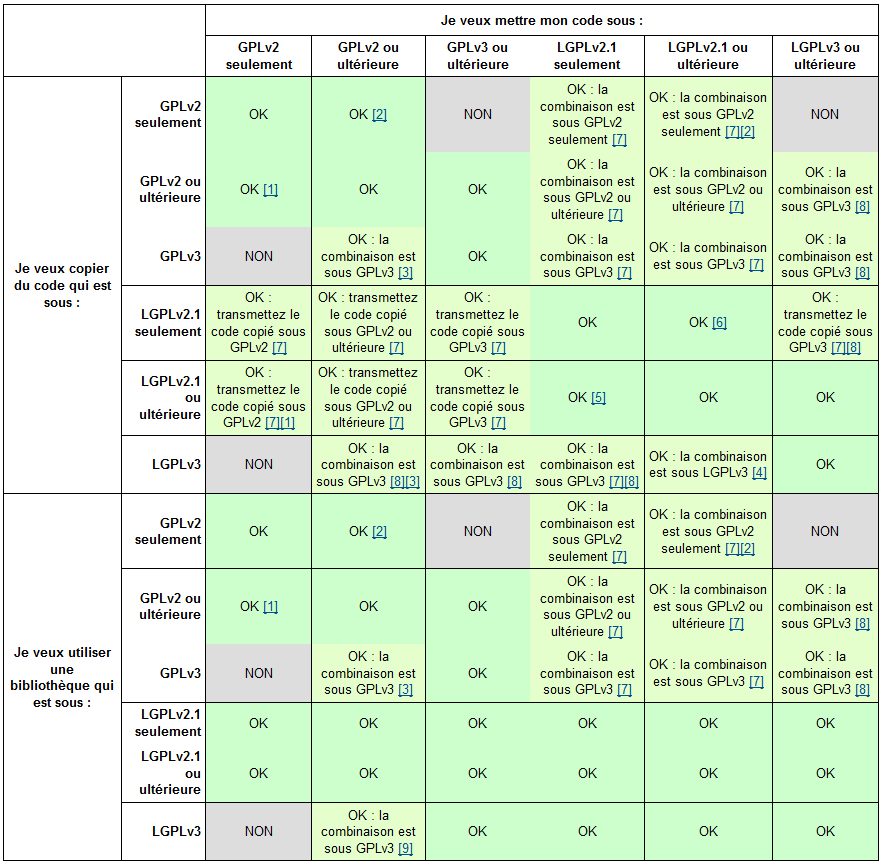 Je veux mettre mon code sous :
GPLv2
seulement
GPLv2 ou
ultérieure
GPLv3 ou
ultérieure
LGPLv2.1
seulement
LGPLv2.1 ou
ultérieure
LGPLv3 ou
ultérieure
Je veux copier
du code qui est
sous :
GPLv2
seulement
OK
OK [2]
NON
OK : la
combinaison est
sous GPLv2
seulement [7]
OK : la combinaison
est sous GPLv2
seulement [7][2]
NON
GPLv2 ou
ultérieure
OK [1]
OK
OK
OK : la
combinaison est
sous GPLv2 ou
ultérieure [7]
OK : la combinaison
est sous GPLv2 ou
ultérieure [7]
OK : la
combinaison est
sous GPLv3 [8]
GPLv3
NON
OK : la
combinaison est
sous GPLv3 [3]
OK
OK : la
combinaison est
sous GPLv3 [7]
OK : la combinaison
est sous GPLv3 [7]
OK : la
combinaison est
sous GPLv3 [8]
LGPLv2.1
seulement
OK :
transmettez le
code copié sous
GPLv2 [7]
OK : transmettez
le code copié
sous GPLv2 ou
ultérieure [7]
OK :
transmettez le
code copié sous
GPLv3 [7]
OK
OK [6]
OK :
transmettez le
code copié sous
GPLv3 [7][8]
LGPLv2.1
ou
ultérieure
OK :
transmettez le
code copié sous
GPLv2 [7][1]
OK : transmettez
le code copié
sous GPLv2 ou
ultérieure [7]
OK :
transmettez le
code copié sous
GPLv3 [7]
OK [5]
OK
OK
LGPLv3
NON
OK : la
combinaison est
sous GPLv3 [8][3]
OK : la
combinaison est
sous GPLv3 [8]
OK : la
combinaison est
sous GPLv3 [7][8]
OK : la combinaison
est sous LGPLv3 [4]
OK
Je veux utiliser
une
bibliothèque qui
est sous :
GPLv2
seulement
OK
OK [2]
NON
OK : la
combinaison est
sous GPLv2
seulement [7]
OK : la combinaison
est sous GPLv2
seulement [7][2]
NON
GPLv2 ou
ultérieure
OK [1]
OK
OK
OK : la
combinaison est
sous GPLv2 ou
ultérieure [7]
OK : la combinaison
est sous GPLv2 ou
ultérieure [7]
OK : la
combinaison est
sous GPLv3 [8]
GPLv3
NON
OK : la
combinaison est
sous GPLv3 [3]
OK
OK : la
combinaison est
sous GPLv3 [7]
OK : la combinaison
est sous GPLv3 [7]
OK : la
combinaison est
sous GPLv3 [8]
LGPLv2.1
seulement
OK
OK
OK
OK
OK
OK
LGPLv2.1
ou
ultérieure
OK
OK
OK
OK
OK
OK
LGPLv3
NON
OK : la
combinaison est
sous GPLv3 [9]
OK
OK
OK
OK